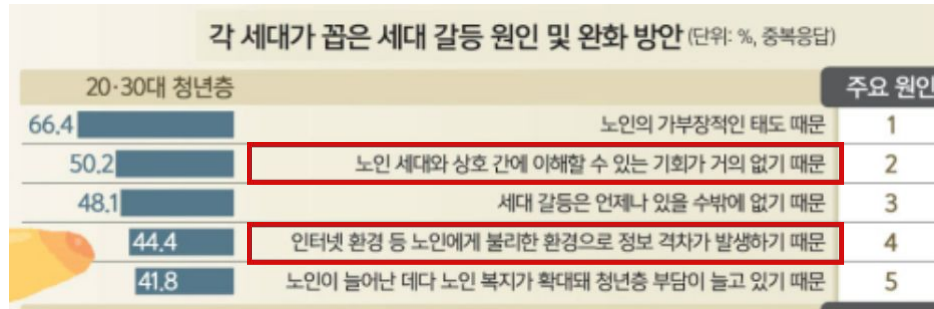 각 세대가 꼽은 세대 갈등 원인 및 완화 방안 (단위: %, 중복응답)
20·30대 청년층 주요 원인
66.4 노인의 가부장적인 태도 때문 1
50.2 노인 세대와 상호 간에 이해할 수 있는 기회가 거의 없기 때문 2
48.1 세대 갈등은 언제나 있을 수밖에 없기 때문 3
44.4 인터넷 환경 등 노인에게 불리한 환경으로 정보 격차가 발생하기 때문 4
41.8 노인이 늘어난 데다 노인 복지가 확대돼 청년층 부담이 늘고 있기 때문 5